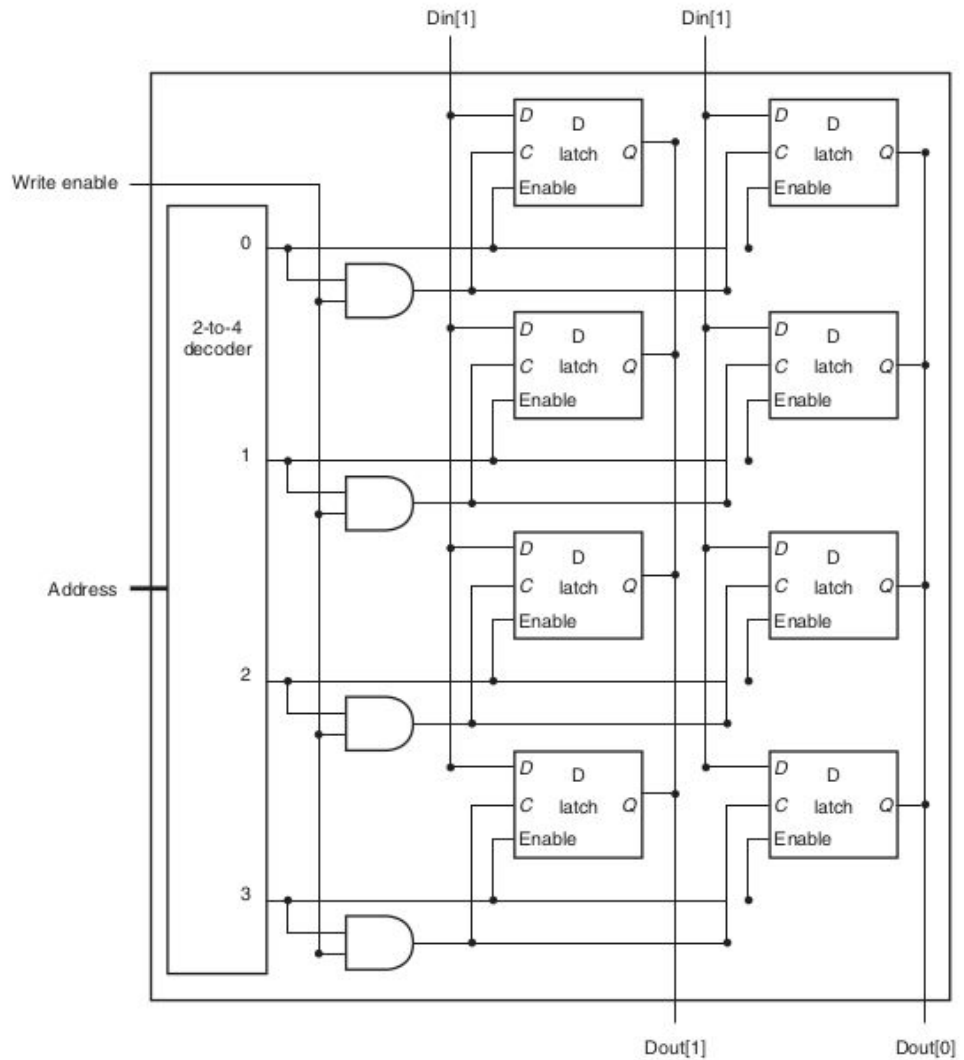 Din[1] Din[1]
D D
D latch Q D latch Q
C C
Enable Enable
Write enable
0
2-to-4
decoder
D D
D latch Q D latch Q
C C
Enable Enable
1
D D
D latch Q D latch Q
C C
Enable Enable
Address
2
D D
D latch Q D latch Q
C C
Enable Enable
3
Dout[1] Dout[0]